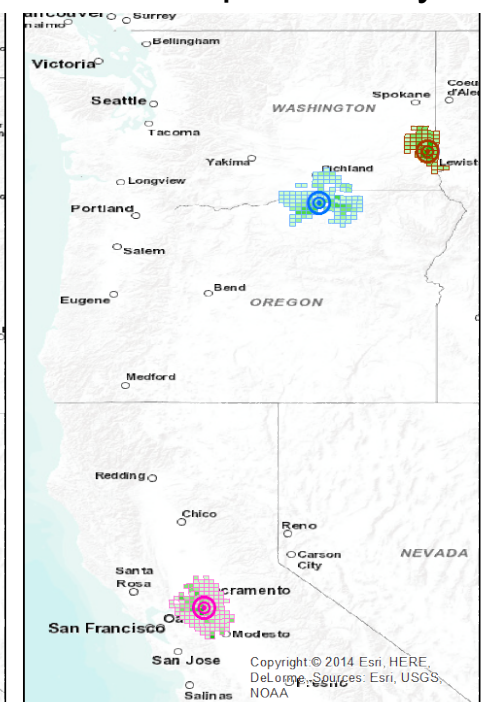 Surrey
Bellingham
Victoria
Seattle
Tacoma
Spokane
WASHINGTON
Yakima
Longview
Portland
Salem
Eugene
Bend
OREGON
Medford
Redding
Chico
Reno
Carson
City
NEVADA
Santa
Rosa
cramento
San Francisco
Modesto
San Jose
Salinas
Copyright:© 2014 Esri, HERE,
DeLorme, Sources: Esri, USGS,
NOAA